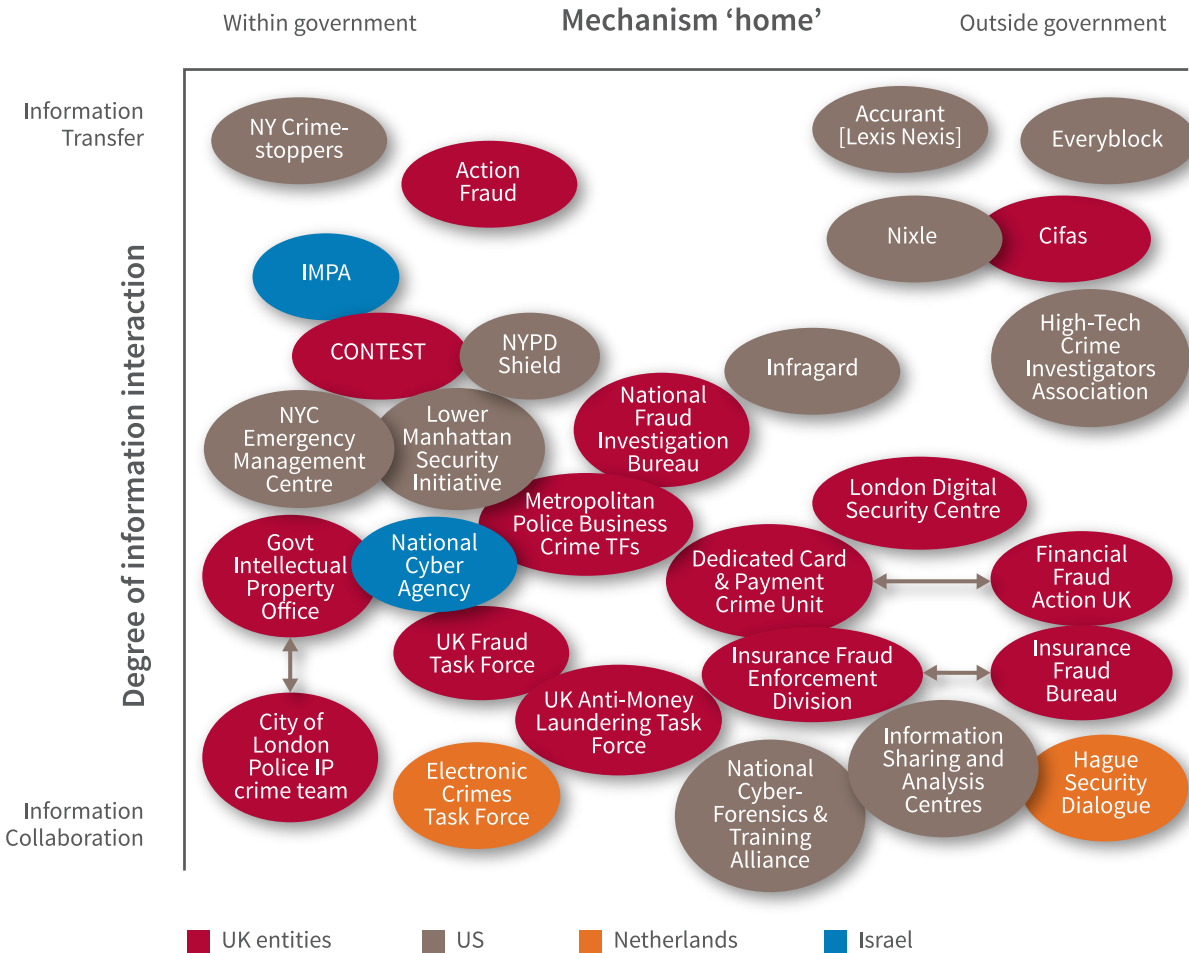 Within government
Mechanism ‘home’
Outside government
Information
Transfer
Degree of information interaction
Information
Collaboration
NY Crime-
stoppers
Action
Fraud
Accurant
[Lexis Nexis]
Everyblock
Nixle
Cifas
IMPA
CONTEST
NYPD
Shield
Infragard
High-Tech
Crime
Investigators
Association
NYC
Emergency
Management
Centre
Lower
Manhattan
Security
Initiative
National
Fraud
Investigation
Bureau
Metropolitan
Police Business
Crime TFs
London Digital
Security Centre
Govt
Intellectual
Property
Office
National
Cyber
Agency
Dedicated Card
& Payment
Crime Unit
Financial
Fraud
Action UK
UK Fraud
Task Force
Insurance Fraud
Enforcement
Division
Insurance
Fraud
Bureau
City of
London
Police IP
crime team
UK Anti-Money
Laundering Task
Force
Electronic
Crimes
Task Force
National
Cyber-
Forensics &
Training
Alliance
Information
Sharing and
Analysis
Centres
Hague
Security
Dialogue
UK entities
US
Netherlands
Israel